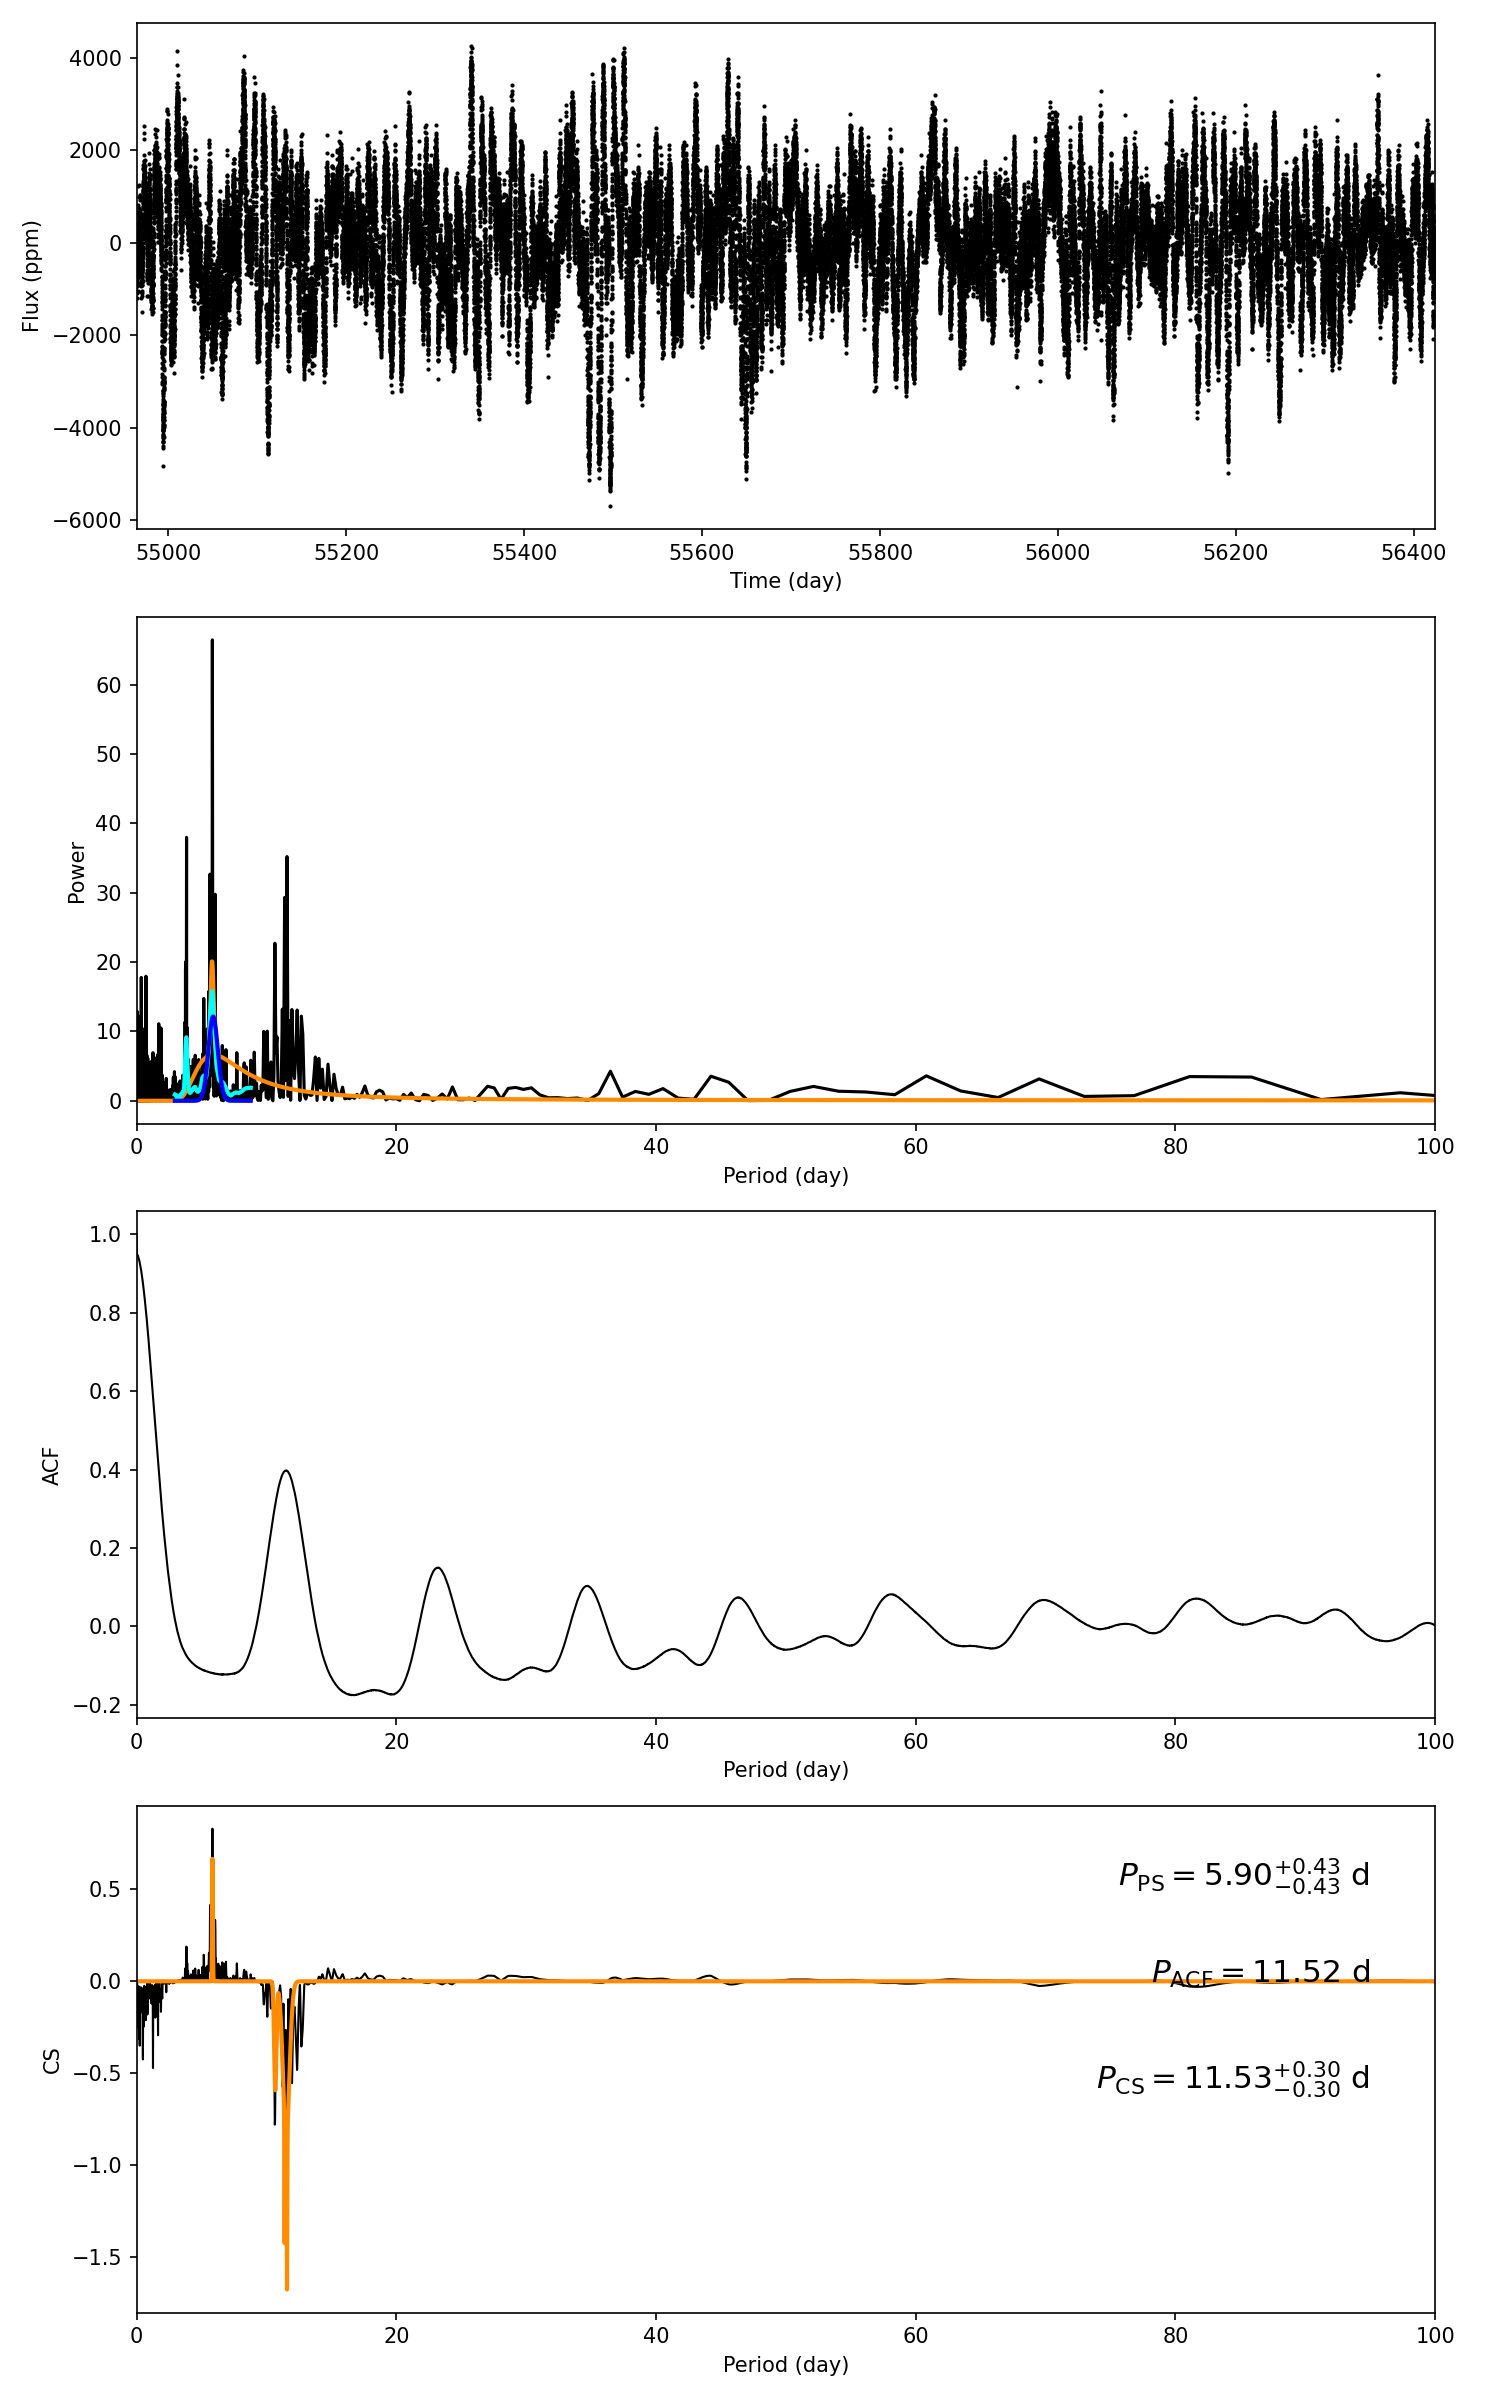 4000
2000
0
−2000
−4000
−6000
Flux (ppm)
55000 55200 55400 55600 55800 56000 56200 56400
Time (day)
60
50
40
30
20
10
0
Power
0 20 40 60 80 100
Period (day)
1.0
0.8
0.6
0.4
0.2
0.0
−0.2
ACF
0 20 40 60 80 100
Period (day)
0.5
0.0
−0.5
−1.0
−1.5
CS
P_PS = 5.90 +0.43 −0.43 d
P_ACF = 11.52 d
P_CS = 11.53 +0.30 −0.30 d
0 20 40 60 80 100
Period (day)